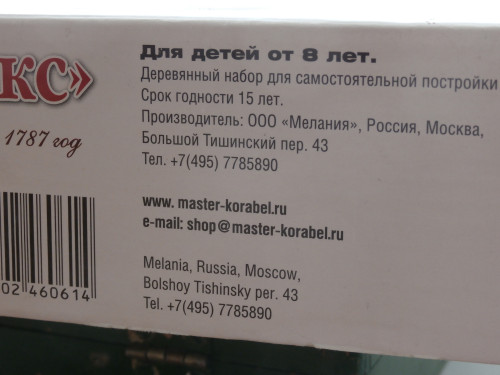 КС»
1787 год
02 460614
Для детей от 8 лет.
Деревянный набор для самостоятельной постройки
Срок годности 15 лет.
Производитель: ООО «Мелания», Россия, Москва,
Большой Тишинский пер. 43
Тел. +7(495) 7785890
www. master-korabel.ru
e-mail: shop@master-korabel.ru
Melania, Russia, Moscow,
Bolshoy Tishinsky per. 43
Tel. +7(495) 7785890